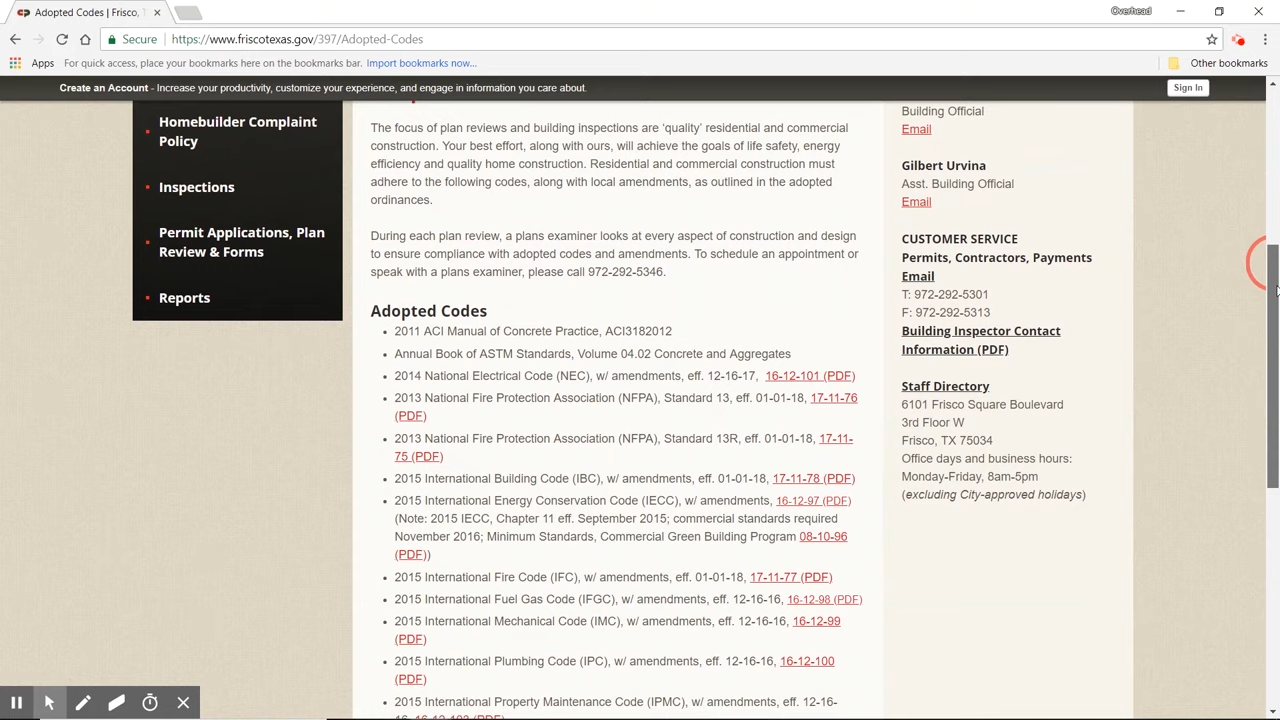 Adopted Codes | Frisco, T
Overhead
Secure
https://www.friscotexas.gov/397/Adopted-Codes
Apps
For quick access, place your bookmarks here on the bookmarks bar. Import bookmarks now...
Other bookmarks
Create an Account - Increase your productivity, customize your experience, and engage in information you care about.
Sign In
Homebuilder Complaint
Policy
Inspections
Permit Applications, Plan
Review & Forms
Reports
The focus of plan reviews and building inspections are ‘quality’ residential and commercial
construction. Your best effort, along with ours, will achieve the goals of life safety, energy
efficiency and quality home construction. Residential and commercial construction must
adhere to the following codes, along with local amendments, as outlined in the adopted
ordinances.
During each plan review, a plans examiner looks at every aspect of construction and design
to ensure compliance with adopted codes and amendments. To schedule an appointment or
speak with a plans examiner, please call 972-292-5346.
Adopted Codes
• 2011 ACI Manual of Concrete Practice, ACI3182012
• Annual Book of ASTM Standards, Volume 04.02 Concrete and Aggregates
• 2014 National Electrical Code (NEC), w/ amendments, eff. 12-16-17, 16-12-101 (PDF)
• 2013 National Fire Protection Association (NFPA), Standard 13, eff. 01-01-18, 17-11-76
(PDF)
• 2013 National Fire Protection Association (NFPA), Standard 13R, eff. 01-01-18, 17-11-
75 (PDF)
• 2015 International Building Code (IBC), w/ amendments, eff. 01-01-18, 17-11-78 (PDF)
• 2015 International Energy Conservation Code (IECC), w/ amendments, 16-12-97 (PDF)
(Note: 2015 IECC, Chapter 11 eff. September 2015; commercial standards required
November 2016; Minimum Standards, Commercial Green Building Program 08-10-96
(PDF))
• 2015 International Fire Code (IFC), w/ amendments, eff. 01-01-18, 17-11-77 (PDF)
• 2015 International Fuel Gas Code (IFGC), w/ amendments, eff. 12-16-16, 16-12-98 (PDF)
• 2015 International Mechanical Code (IMC), w/ amendments, eff. 12-16-16, 16-12-99
(PDF)
• 2015 International Plumbing Code (IPC), w/ amendments, eff. 12-16-16, 16-12-100
(PDF)
• 2015 International Property Maintenance Code (IPMC), w/ amendments, eff. 12-16-
Building Official
Email
Gilbert Urvina
Asst. Building Official
Email
CUSTOMER SERVICE
Permits, Contractors, Payments
Email
T: 972-292-5301
F: 972-292-5313
Building Inspector Contact
Information (PDF)
Staff Directory
6101 Frisco Square Boulevard
3rd Floor W
Frisco, TX 75034
Office days and business hours:
Monday-Friday, 8am-5pm
(excluding City-approved holidays)